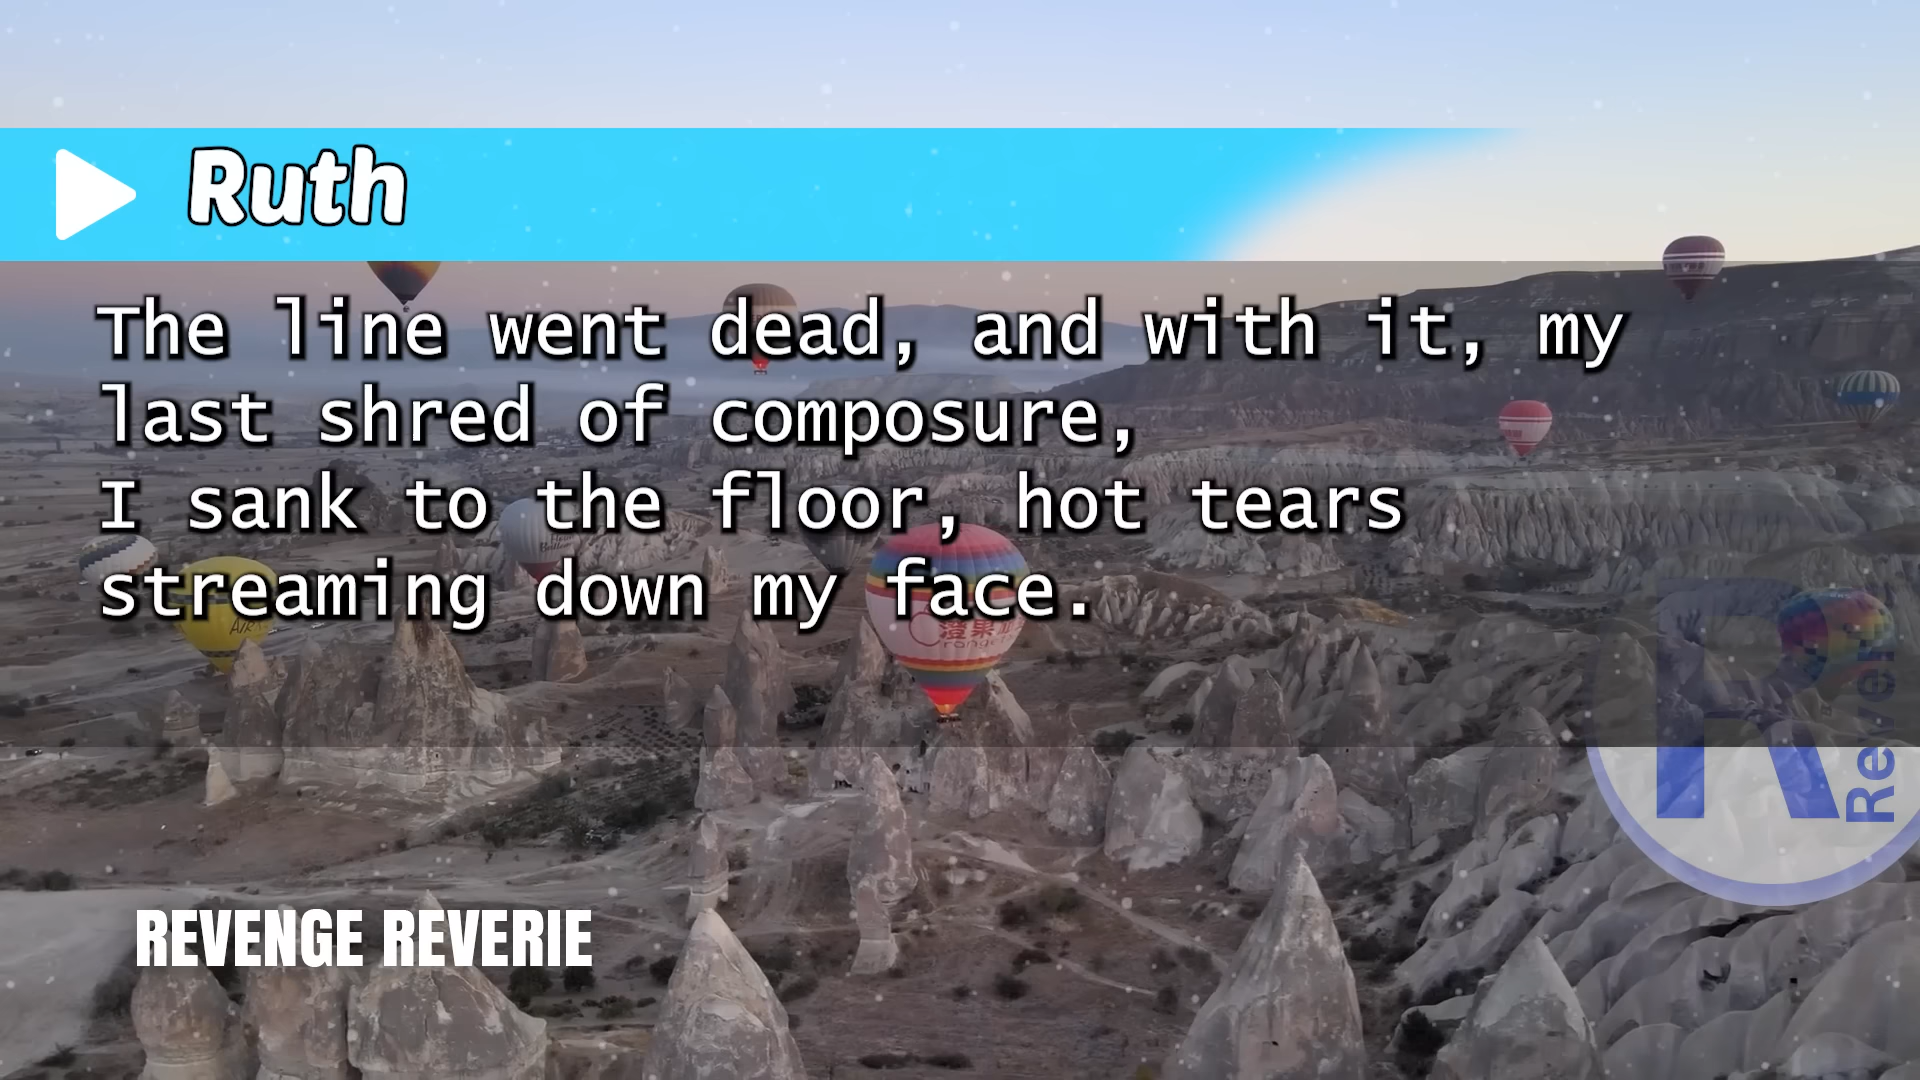 Ruth
The line went dead, and with it, my
last shred of composure,
I sank to the floor, hot tears
streaming down my face.
REVENGE REVERIE
R